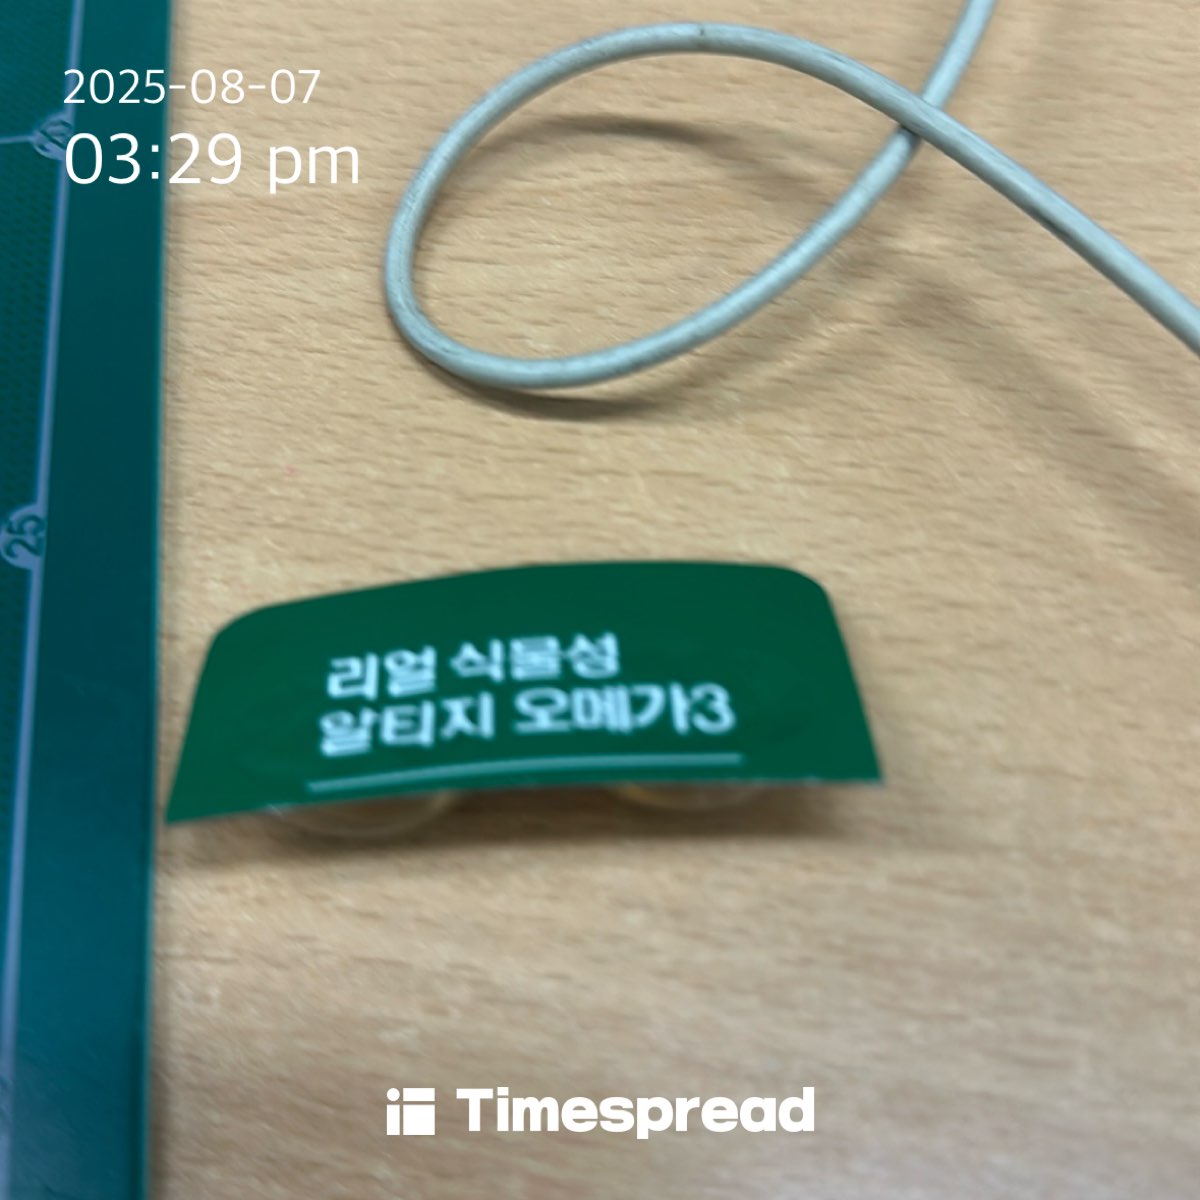 2025-08-07
03:29 pm
25
리얼 식물성
알티지 오메가3
Timespread